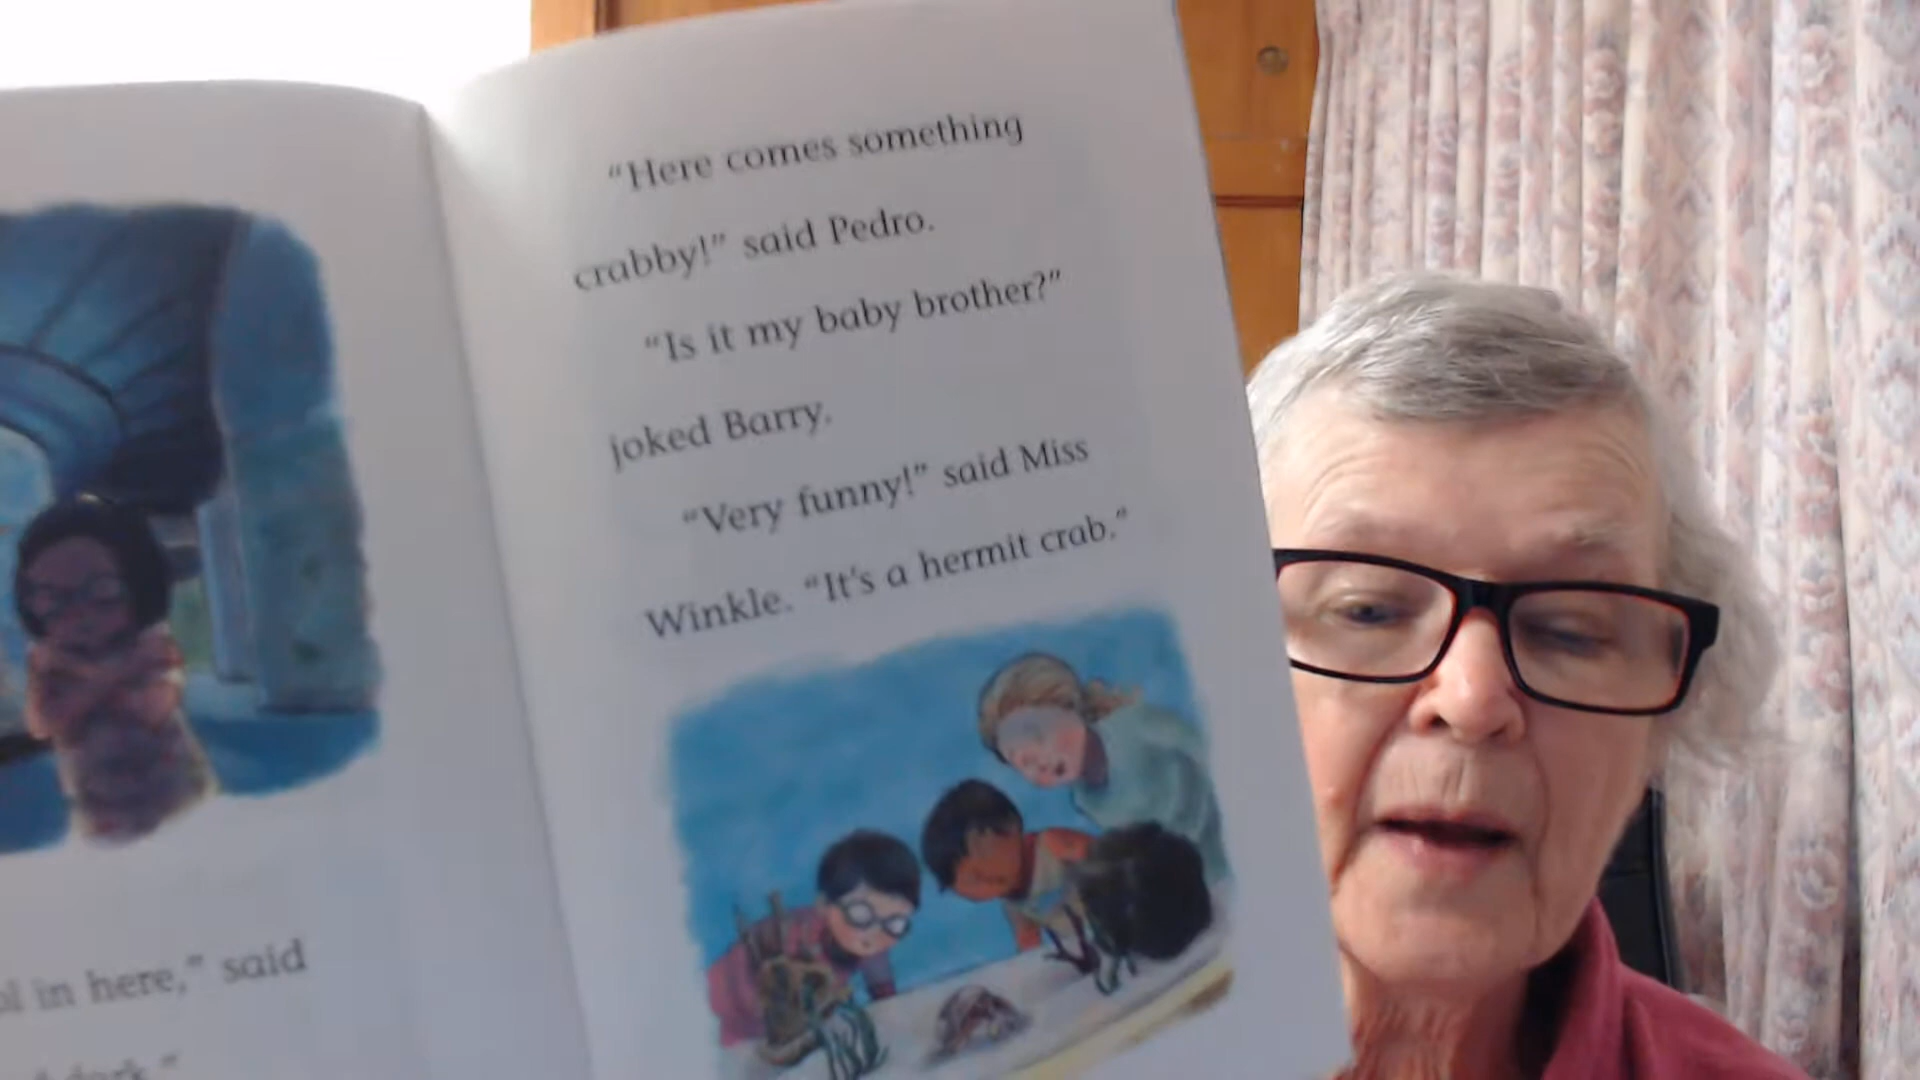 in here," said
"Here comes something
crabby!" said Pedro.
"Is it my baby brother?"
joked Barry.
"Very funny!" said Miss
Winkle. "It's a hermit crab."